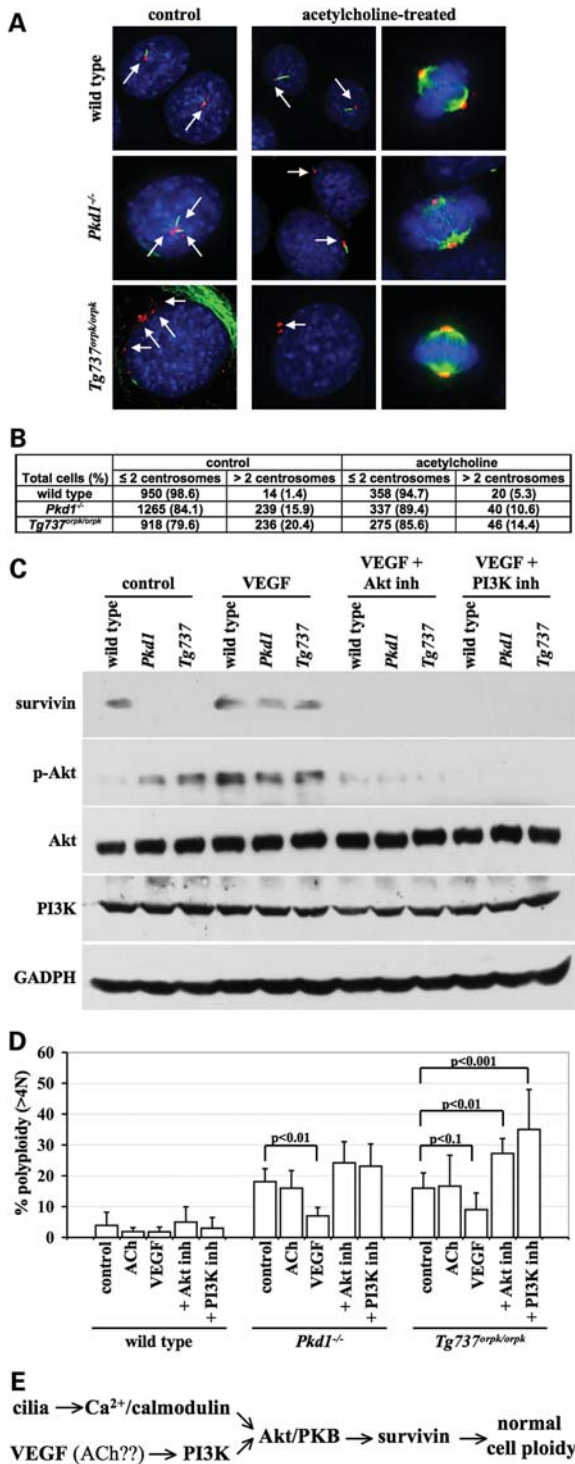 A
control acetylcholine-treated
wild type
Pkd1-/-
Tg737orpk/orpk
B
control acetylcholine
Total cells (%) ≤ 2 centrosomes > 2 centrosomes ≤ 2 centrosomes > 2 centrosomes
wild type 950 (98.6) 14 (1.4) 358 (94.7) 20 (5.3)
Pkd1-/- 1265 (84.1) 239 (15.9) 337 (89.4) 40 (10.6)
Tg737orpk/orpk 918 (79.6) 236 (20.4) 275 (85.6) 46 (14.4)
C
control VEGF VEGF + Akt inh VEGF + PI3K inh
wild type Pkd1 Tg737 wild type Pkd1 Tg737 wild type Pkd1 Tg737 wild type Pkd1 Tg737
survivin
p-Akt
Akt
PI3K
GADPH
D
% polyploidy (>4N)
60
50
40
30
20
10
0
p<0.01
p<0.001
p<0.01
p<0.1
control ACh VEGF + Akt inh + PI3K inh control ACh VEGF + Akt inh + PI3K inh control ACh VEGF + Akt inh + PI3K inh
wild type Pkd1-/- Tg737orpk/orpk
E
cilia → Ca2+/calmodulin
VEGF (ACh??) → PI3K
Akt/PKB → survivin → normal cell ploidy